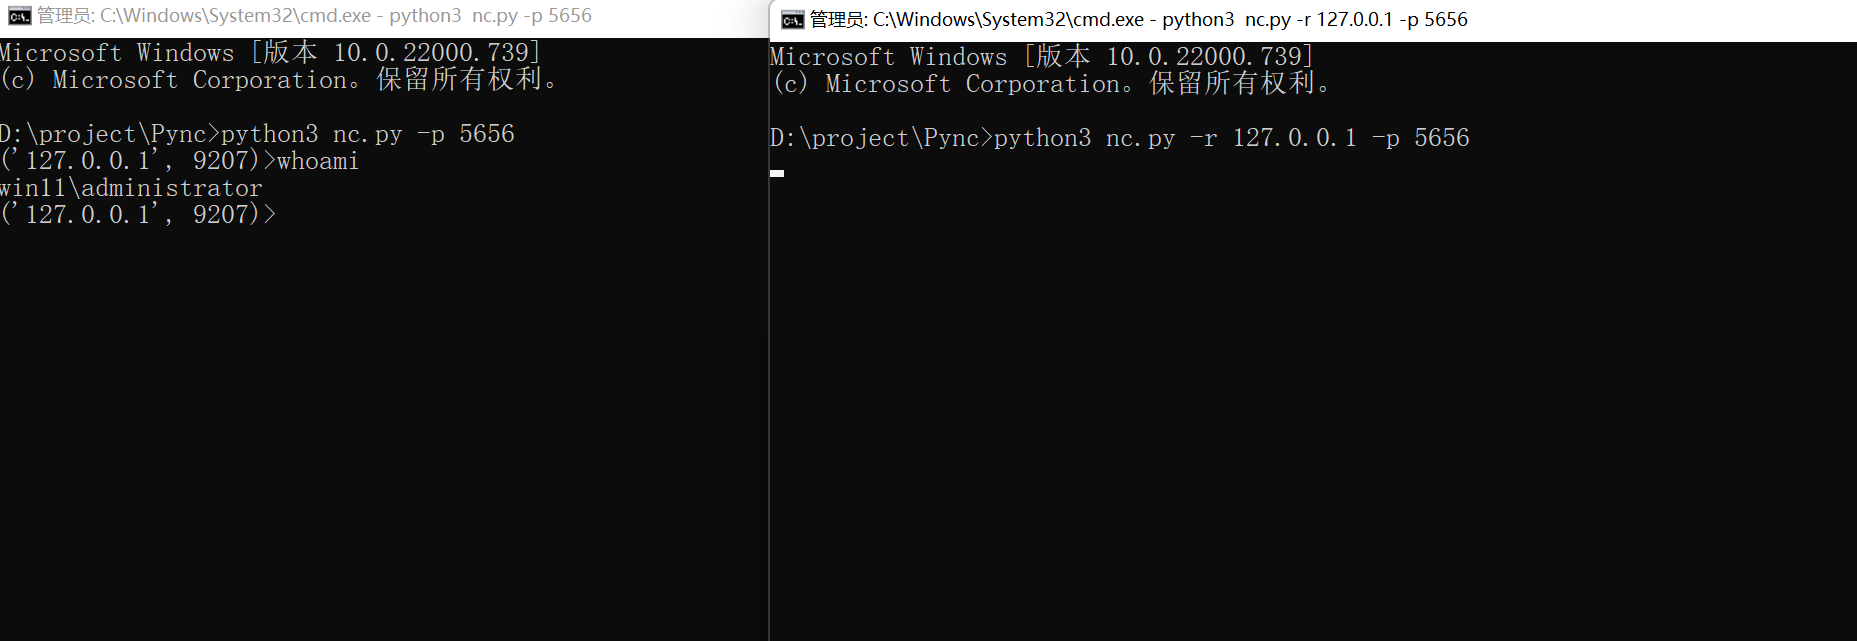 管理员: C:\Windows\System32\cmd.exe - python3  nc.py -p 5656
Microsoft Windows [版本 10.0.22000.739]
(c) Microsoft Corporation。保留所有权利。
D:\project\Pync>python3 nc.py -p 5656
('127.0.0.1', 9207)>whoami
win11\administrator
('127.0.0.1', 9207)>
管理员: C:\Windows\System32\cmd.exe - python3  nc.py -r 127.0.0.1 -p 5656
Microsoft Windows [版本 10.0.22000.739]
(c) Microsoft Corporation。保留所有权利。
D:\project\Pync>python3 nc.py -r 127.0.0.1 -p 5656